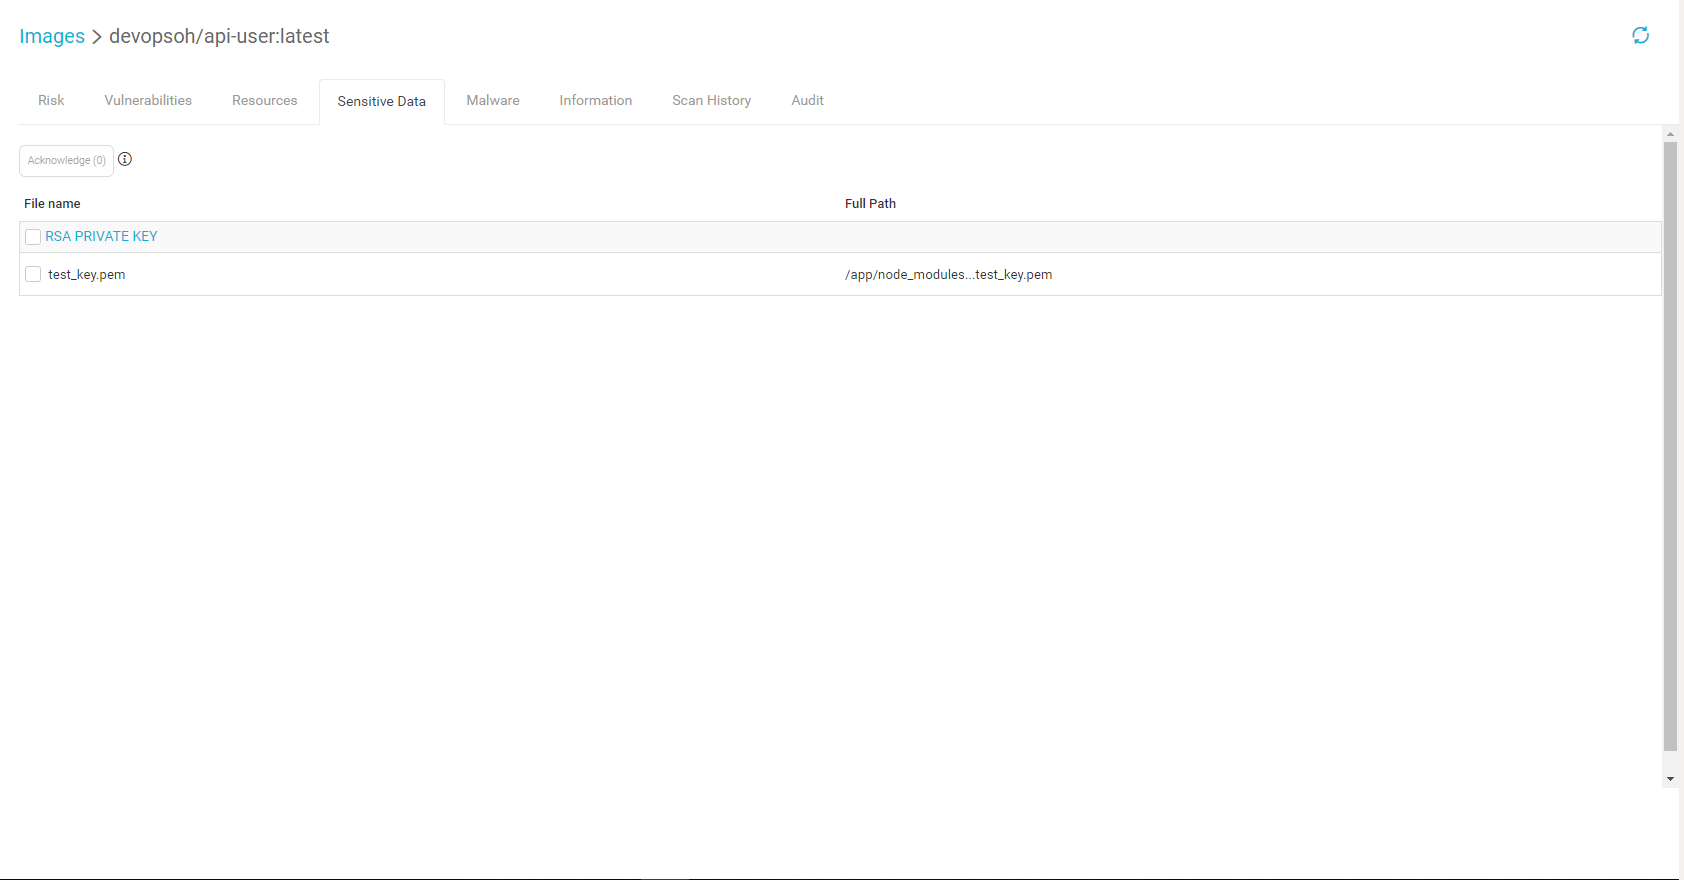 Images > devopsoh/api-user:latest
Risk Vulnerabilities Resources Sensitive Data Malware Information Scan History Audit
Acknowledge (0)
File name Full Path
RSA PRIVATE KEY
test_key.pem /app/node_modules...test_key.pem